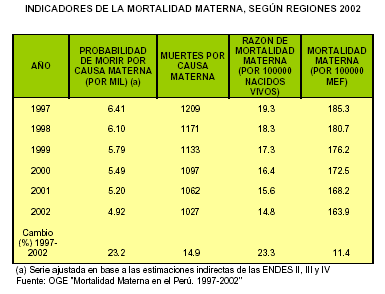 INDICADORES DE LA MORTALIDAD MATERNA, SEGÚN REGIONES 2002
AÑO PROBABILIDAD DE MORIR POR CAUSA MATERNA (POR MIL) (a) MUERTES POR CAUSA MATERNA RAZON DE MORTALIDAD MATERNA (POR 100000 NACIDOS VIVOS) MORTALIDAD MATERNA (POR 100000 MEF)
1997 6.41 1209 19.3 185.3
1998 6.10 1171 18.3 180.7
1999 5.79 1133 17.3 176.2
2000 5.49 1097 16.4 172.5
2001 5.20 1062 15.6 168.2
2002 4.92 1027 14.8 163.9
Cambio (%) 1997-2002 23.2 14.9 23.3 11.4
(a) Serie ajustada en base a las estimaciones indirectas de las ENDES II, III y IV
Fuente: OGE "Mortalidad Materna en el Perú. 1997-2002"